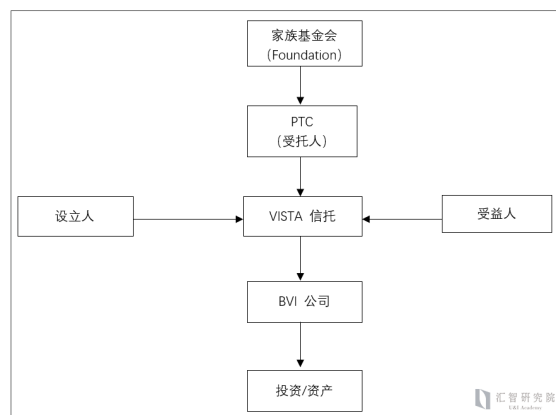 家族基金会
（Foundation）
PTC
（受托人）
设立人
VISTA 信托
受益人
BVI 公司
投资/资产
汇智研究院
U&I Academy